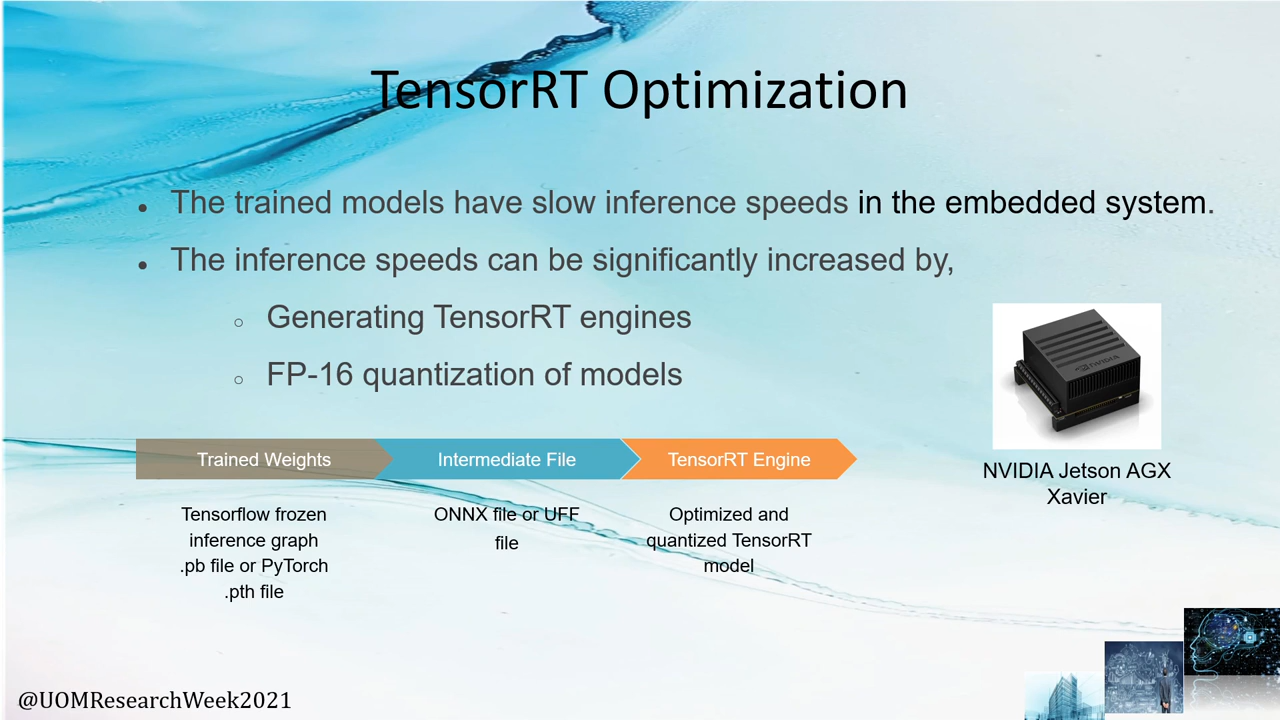 TensorRT Optimization
The trained models have slow inference speeds in the embedded system.
The inference speeds can be significantly increased by,
Generating TensorRT engines
FP-16 quantization of models
Trained Weights
Intermediate File
TensorRT Engine
Tensorflow frozen
inference graph
.pb file or PyTorch
.pth file
ONNX file or UFF
file
Optimized and
quantized TensorRT
model
NVIDIA
NVIDIA Jetson AGX
Xavier
@UOMResearchWeek2021